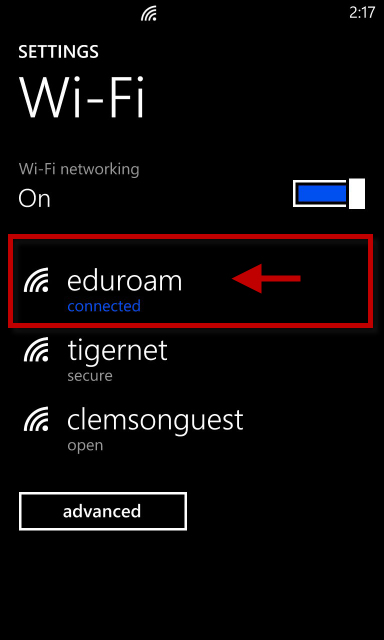 2:17
SETTINGS
Wi-Fi
Wi-Fi networking
On
eduroam
connected
tigernet
secure
clemsonguest
open
advanced